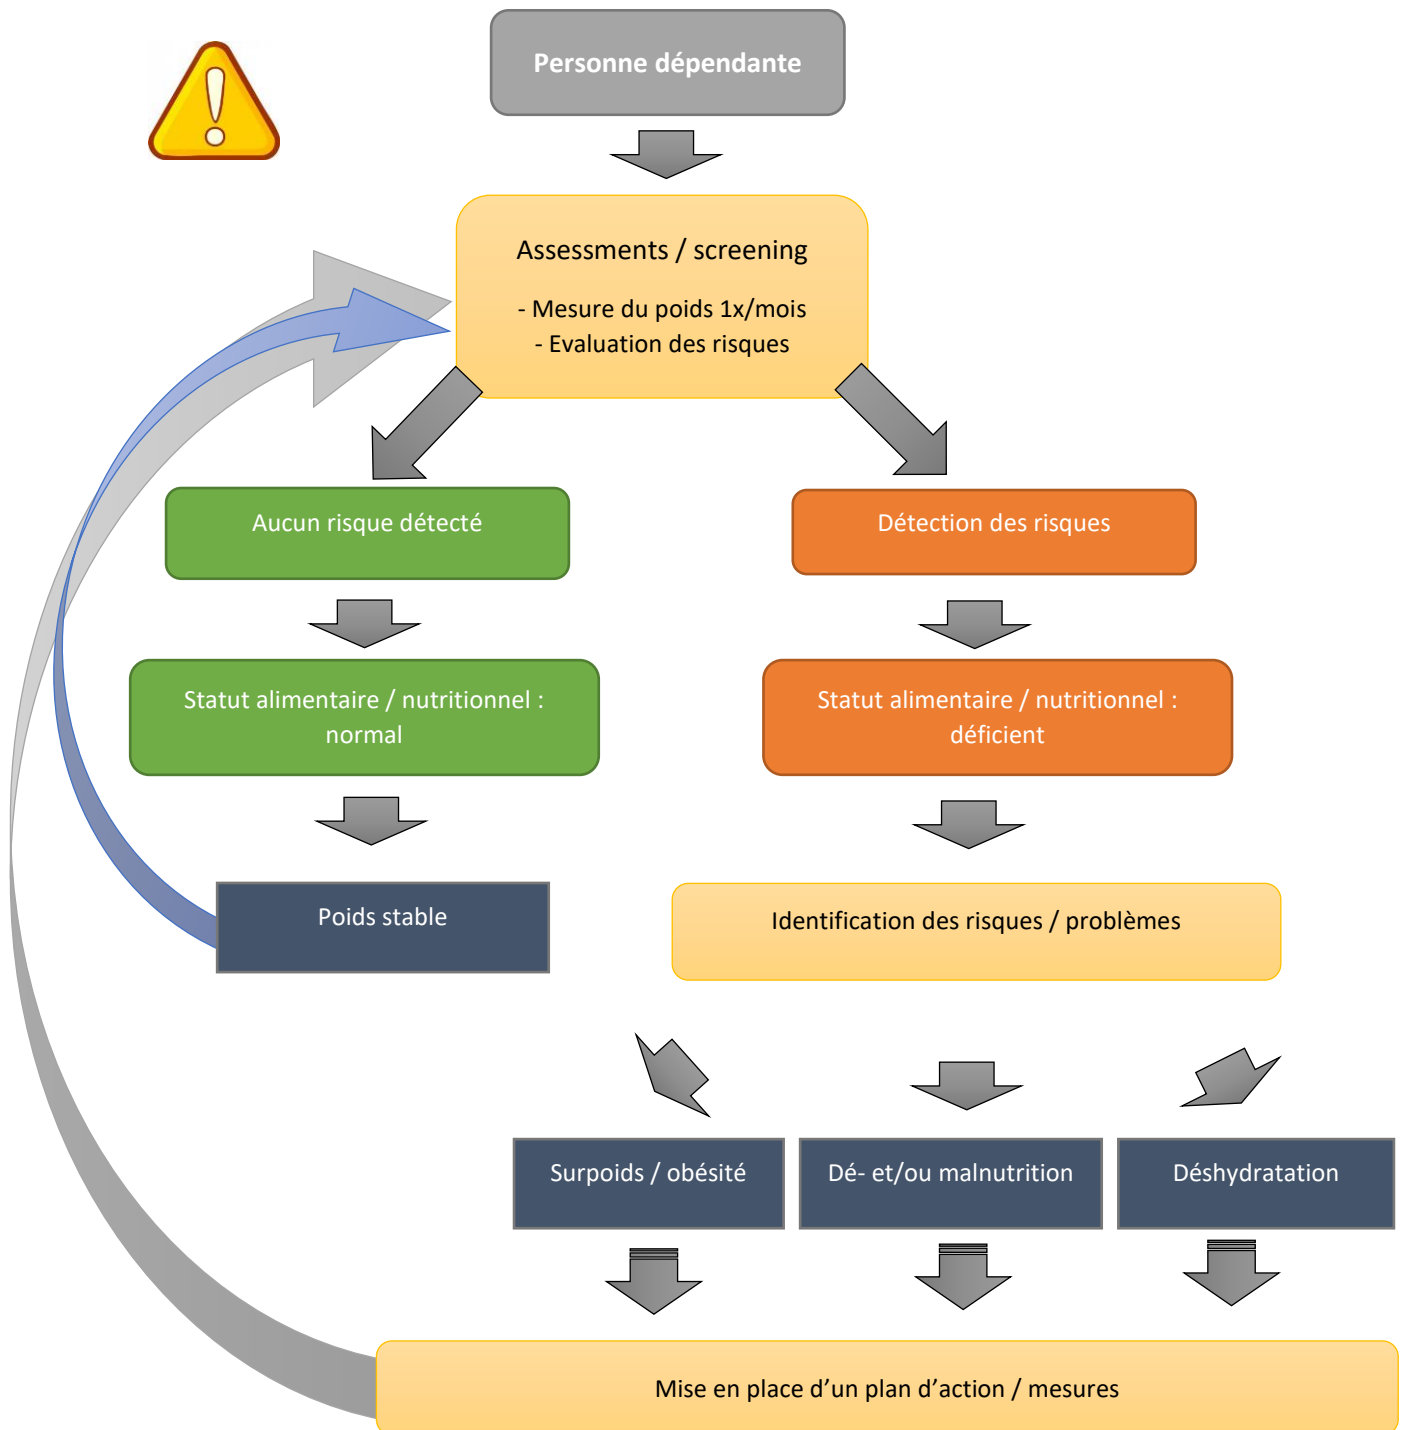 Personne dépendante
Assessments / screening
- Mesure du poids 1x/mois
- Evaluation des risques
Aucun risque détecté
Détection des risques
Statut alimentaire / nutritionnel :
normal
Statut alimentaire / nutritionnel :
déficient
Poids stable
Identification des risques / problèmes
Surpoids / obésité
Dé- et/ou malnutrition
Déshydratation
Mise en place d’un plan d’action / mesures